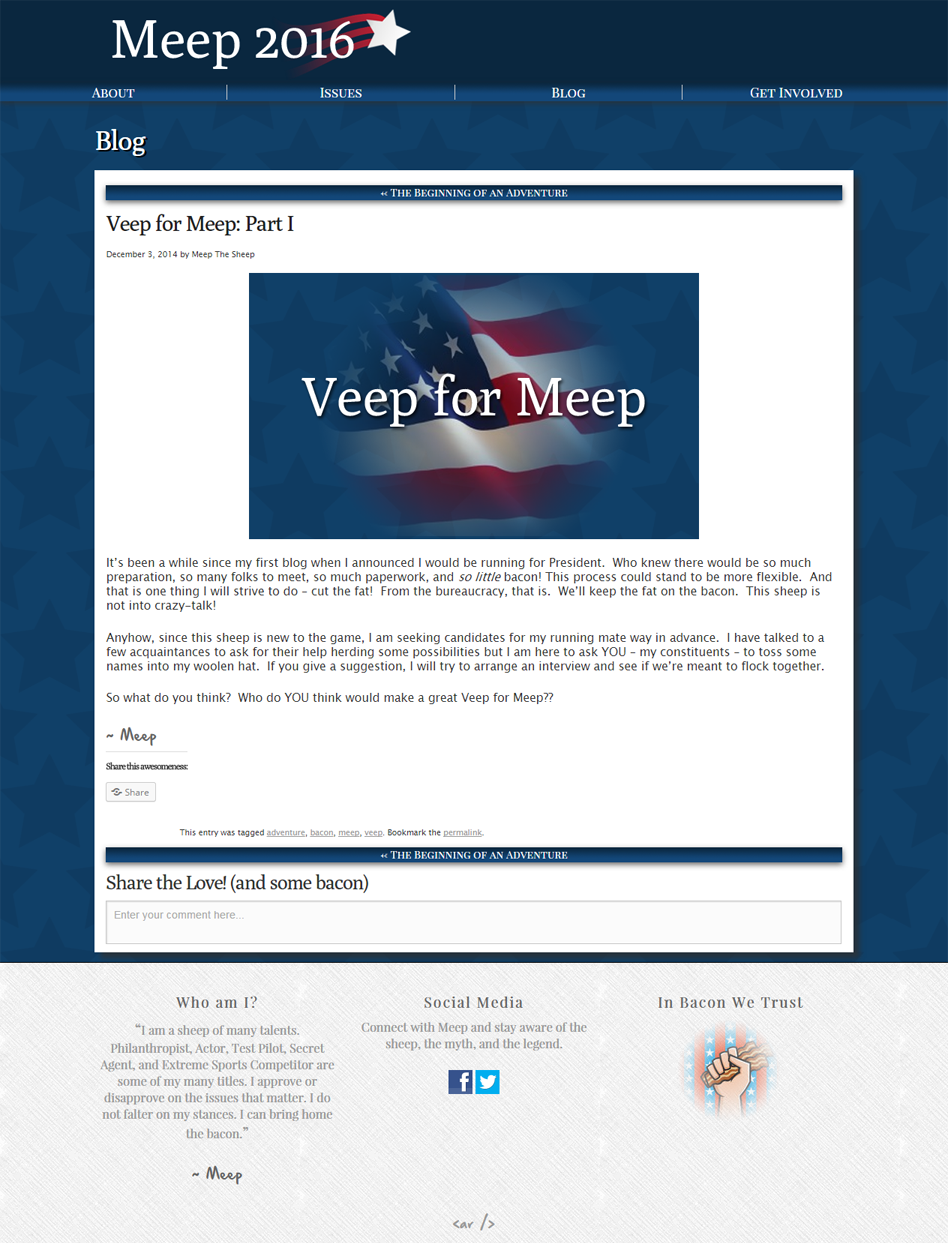 Meep 2016
About
Issues
Blog
Get Involved
Blog
« The Beginning of an Adventure
Veep for Meep: Part I
December 3, 2014 by Meep The Sheep
Veep for Meep
It's been a while since my first blog when I announced I would be running for President.  Who knew there would be so much
preparation, so many folks to meet, so much paperwork, and so little bacon! This process could stand to be more flexible.  And
that is one thing I will strive to do – cut the fat!  From the bureaucracy, that is.  We'll keep the fat on the bacon.  This sheep is
not into crazy-talk!
Anyhow, since this sheep is new to the game, I am seeking candidates for my running mate way in advance.  I have talked to a
few acquaintances to ask for their help herding some possibilities but I am here to ask YOU – my constituents – to toss some
names into my woolen hat.  If you give a suggestion, I will try to arrange an interview and see if we're meant to flock together.
So what do you think?  Who do YOU think would make a great Veep for Meep??
~ Meep
Share this awesomeness:
Share
This entry was tagged adventure, bacon, meep, veep. Bookmark the permalink.
« The Beginning of an Adventure
Share the Love! (and some bacon)
Enter your comment here...
Who am I?
“I am a sheep of many talents.
Philanthropist, Actor, Test Pilot, Secret
Agent, and Extreme Sports Competitor are
some of my many titles. I approve or
disapprove on the issues that matter. I do
not falter on my stances. I can bring home
the bacon.”
~ Meep
Social Media
Connect with Meep and stay aware of the
sheep, the myth, and the legend.
In Bacon We Trust
<ar />